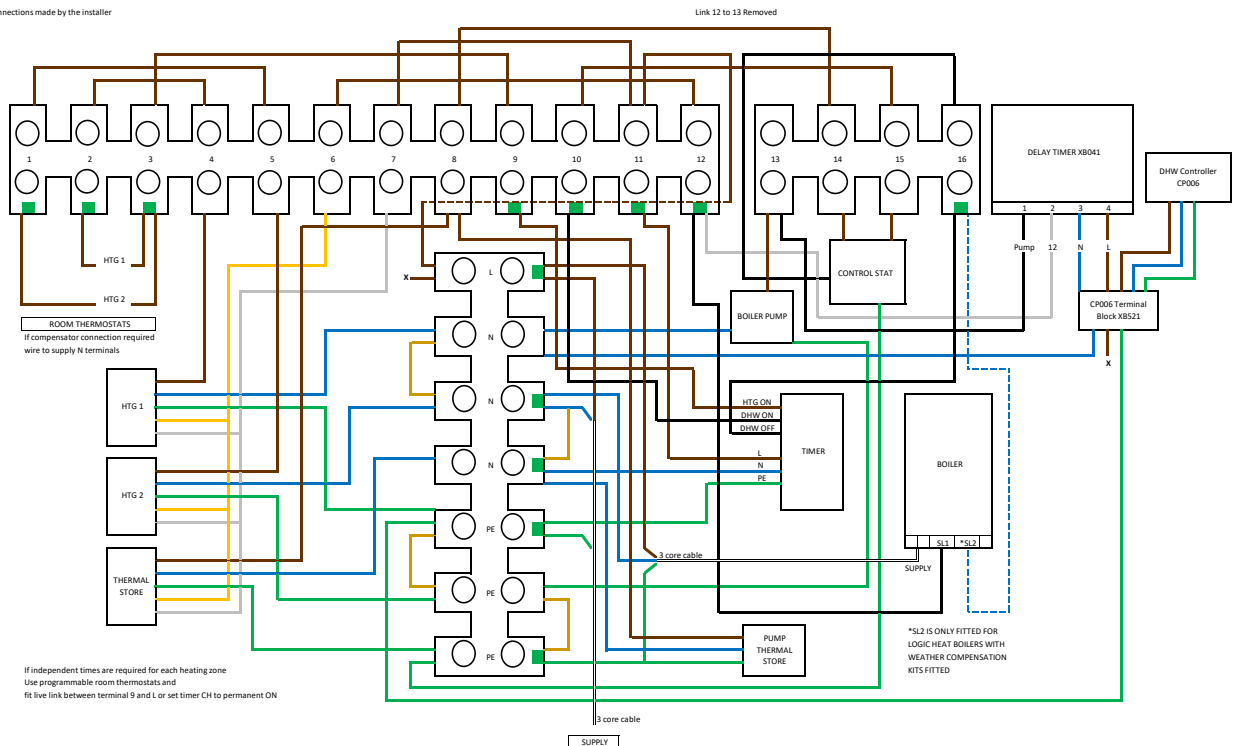 nnections made by the installer
Link 12 to 13 Removed
1 2 3 4 5 6 7 8 9 10 11 12 13 14 15 16
DELAY TIMER XB041
DHW Controller
CP006
1 2 3 4
Pump 12 N L
HTG 1
HTG 2
ROOM THERMOSTATS
If compensator connection required
wire to supply N terminals
X
L
CONTROL STAT
BOILER PUMP
CP006 Terminal
Block XB521
X
N
N
N
PE
PE
PE
HTG 1
HTG 2
THERMAL
STORE
HTG ON
DHW ON
DHW OFF
L
N
PE
TIMER
BOILER
SL1 *SL2
SUPPLY
3 core cable
PUMP
THERMAL
STORE
*SL2 IS ONLY FITTED FOR
LOGIC HEAT BOILERS WITH
WEATHER COMPENSATION
KITS FITTED
If independent times are required for each heating zone
Use programmable room thermostats and
fit live link between terminal 9 and L or set timer CH to permanent ON
3 core cable
SUPPLY